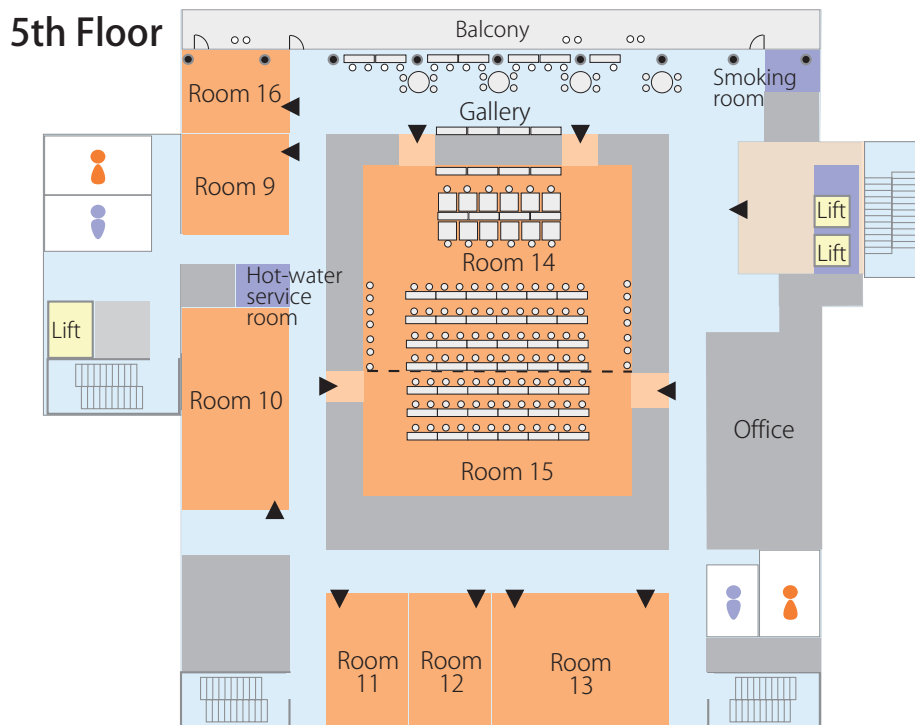 5th Floor
Balcony
Room 16
Smoking
room
Gallery
Room 9
Lift
Lift
Room 14
Hot-water
service
room
Lift
Room 10
Office
Room 15
Room
11
Room
12
Room
13